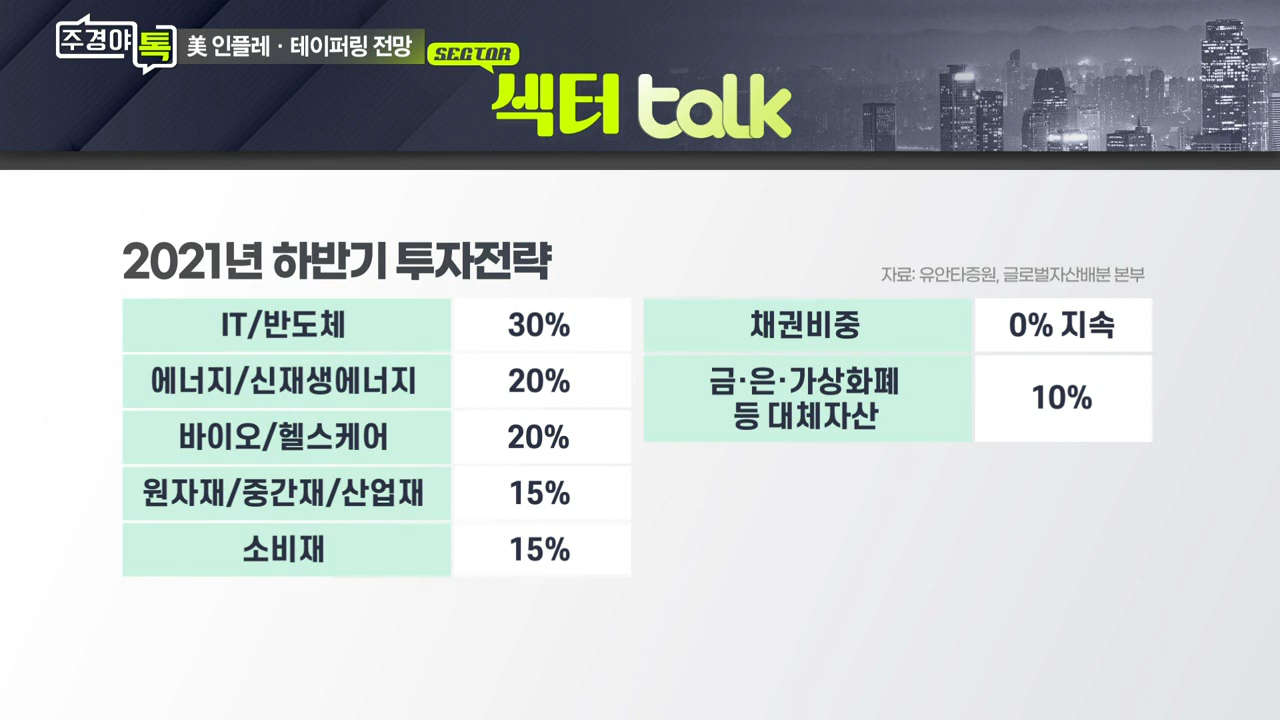 주경야톡
美 인플레·테이퍼링 전망
SECTOR
섹터 talk
2021년 하반기 투자전략
자료: 유안타증원, 글로벌자산배분 본부
IT/반도체 30%
에너지/신재생에너지 20%
바이오/헬스케어 20%
원자재/중간재/산업재 15%
소비재 15%
채권비중 0% 지속
금·은·가상화폐
등 대체자산
10%